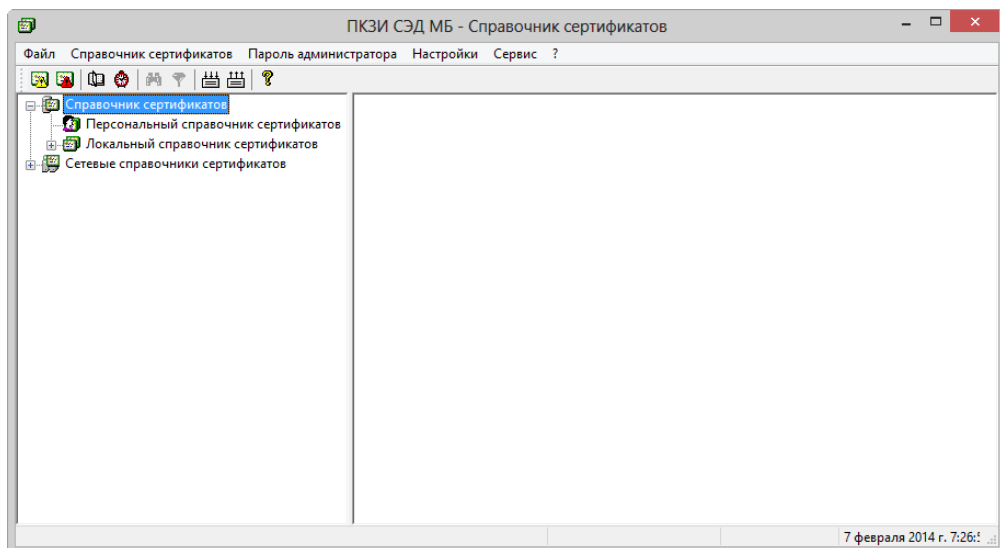 ПКЗИ СЭД МБ - Справочник сертификатов
Файл Справочник сертификатов Пароль администратора Настройки Сервис ?
Справочник сертификатов
Персональный справочник сертификатов
Локальный справочник сертификатов
Сетевые справочники сертификатов
7 февраля 2014 г. 7:26: